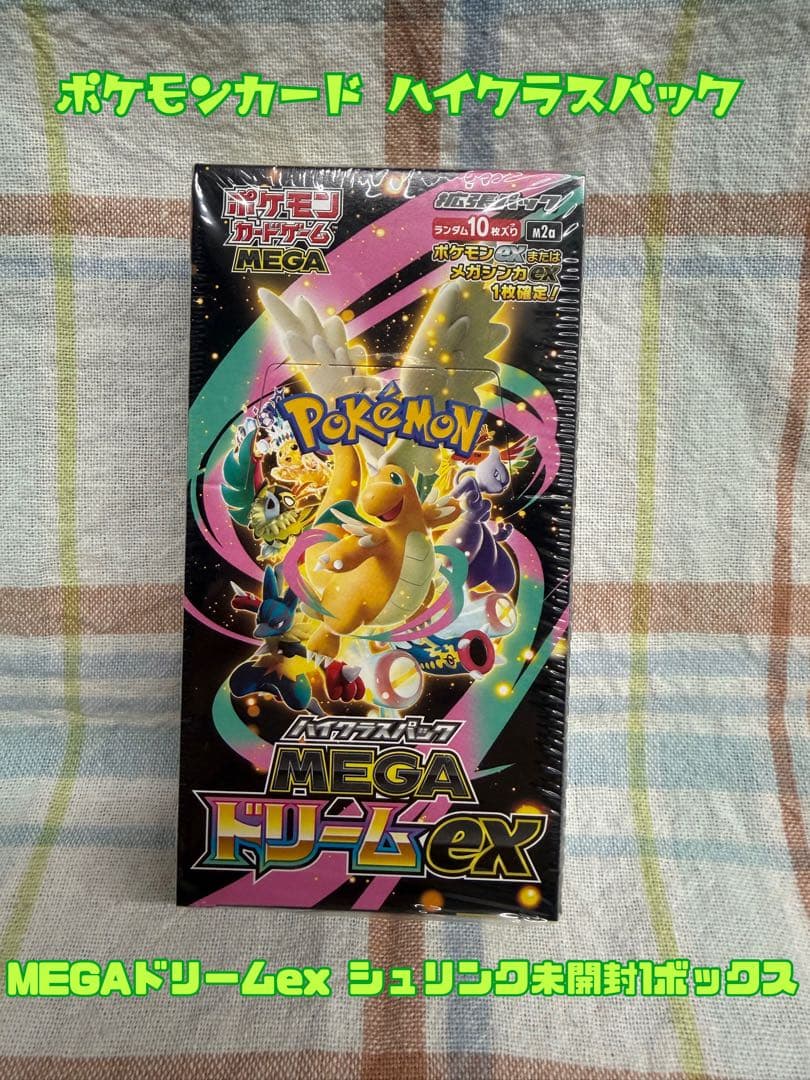 ポケモンカード ハイクラスパック
ポケモン
カードゲーム
MEGA
拡張パック
ランダム10枚入り M2a
ポケモンexまたは
メガシンカex
1枚確定!
POKéMON
ハイクラスパック
MEGA
ドリームex
MEGAドリームex シュリンク未開封1ボックス